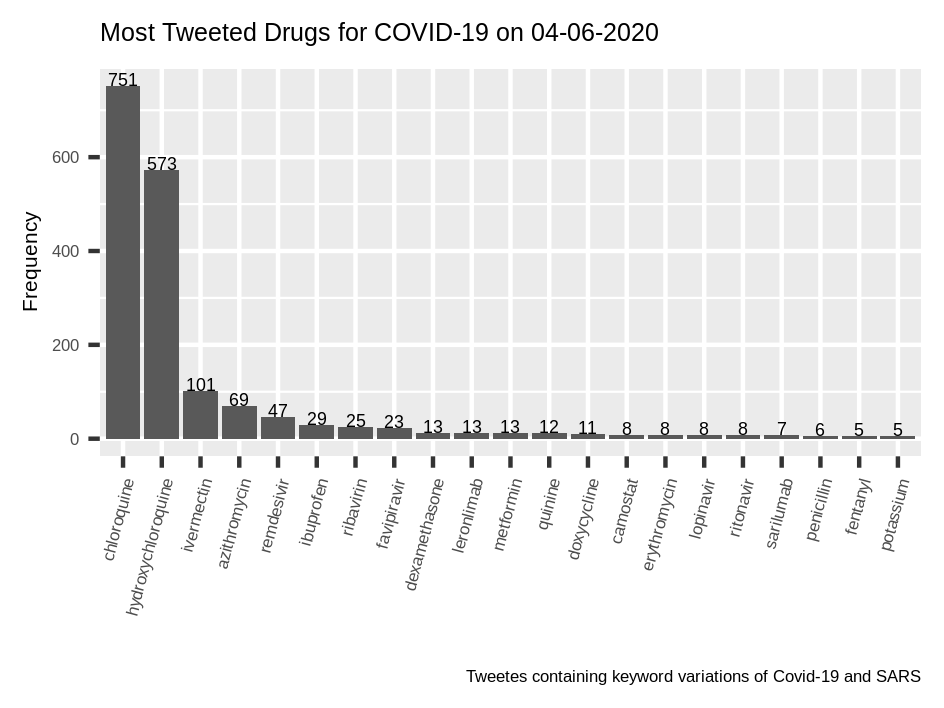 Most Tweeted Drugs for COVID-19 on 04-06-2020
751
573
101
69
47
29
25
23
13
13
13
12
11
8
8
8
8
7
6
5
5
600
400
200
0
Frequency
chloroquine
hydroxychloroquine
ivermectin
azithromycin
remdesivir
ibuprofen
ribavirin
favipiravir
dexamethasone
leronlimab
metformin
quinine
doxycycline
camostat
erythromycin
lopinavir
ritonavir
sarilumab
penicillin
fentanyl
potassium
Tweetes containing keyword variations of Covid-19 and SARS